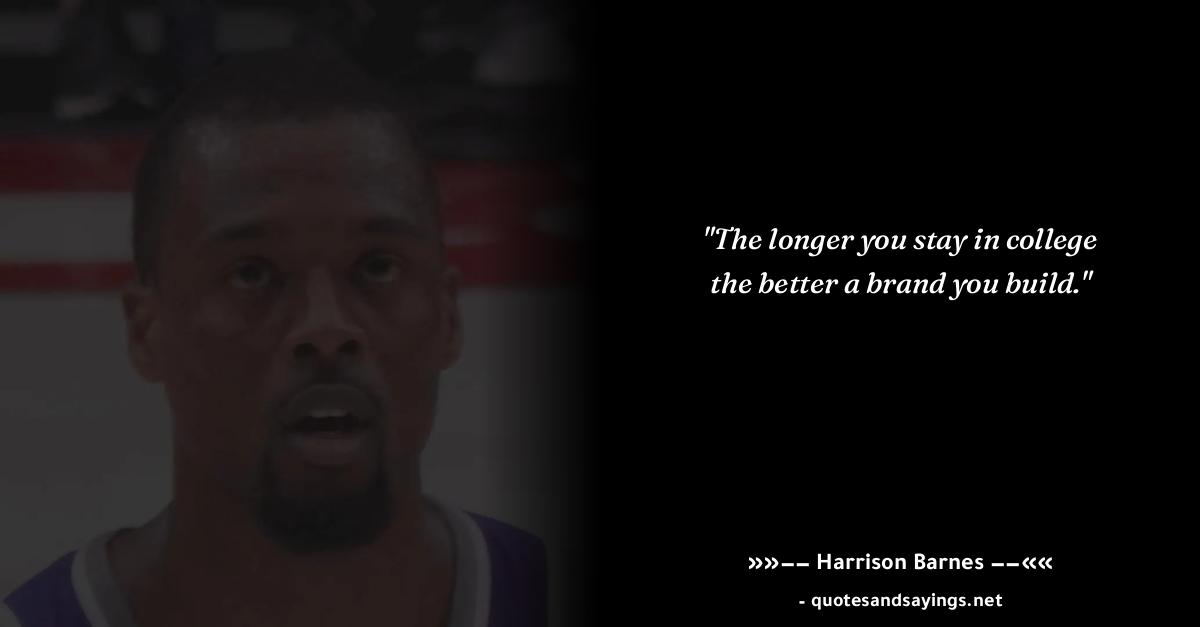 "The longer you stay in college
the better a brand you build."
»»–– Harrison Barnes ––««
- quotesandsayings.net